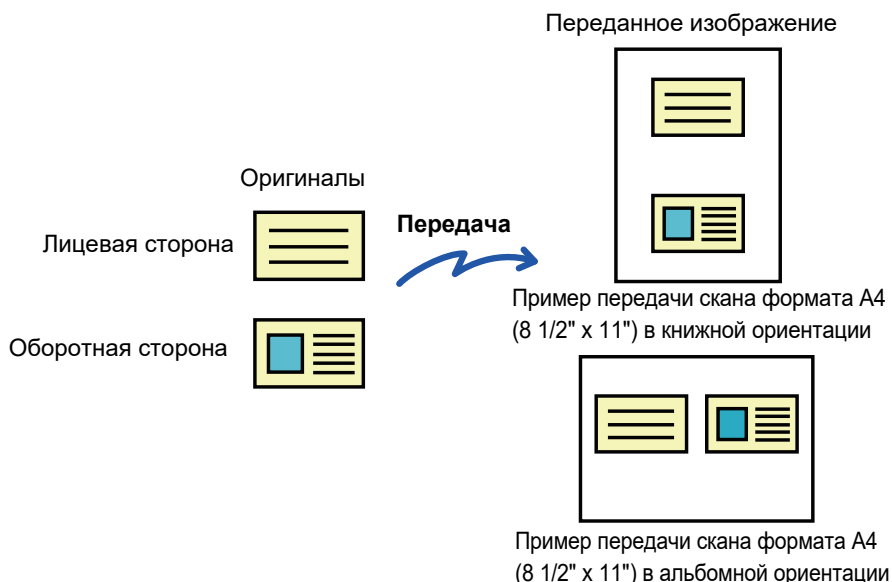 Переданное изображение
Оригиналы
Лицевая сторона
Передача
Оборотная сторона
Пример передачи скана формата A4
(8 1/2" x 11") в книжной ориентации
Пример передачи скана формата A4
(8 1/2" x 11") в альбомной ориентации